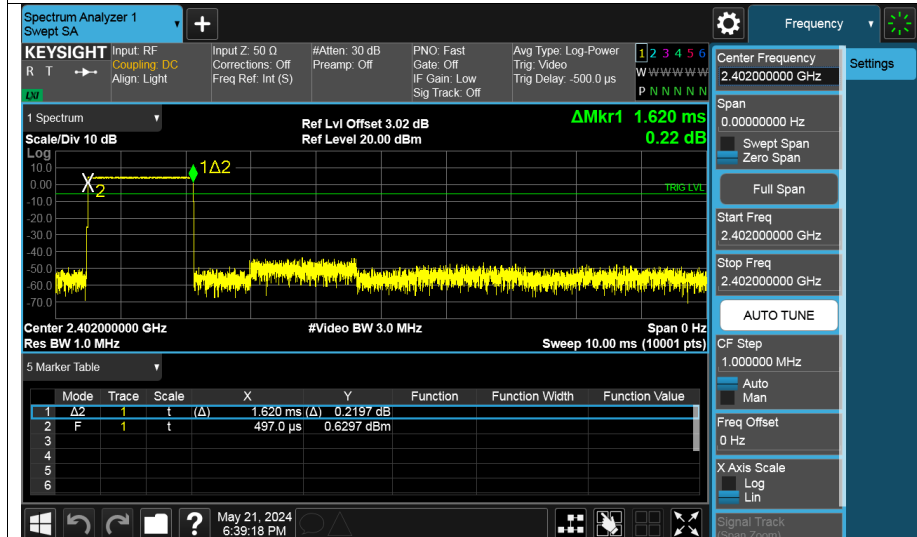 Spectrum Analyzer 1
Swept SA
+
Frequency
KEYSIGHT
R T
LXI
Input: RF
Coupling: DC
Align: Light
Input Z: 50 Ω
Corrections: Off
Freq Ref: Int (S)
#Atten: 30 dB
Preamp: Off
PNO: Fast
Gate: Off
IF Gain: Low
Sig Track: Off
Avg Type: Log-Power
Trig: Video
Trig Delay: -500.0 µs
1 2 3 4 5 6
W W W W W W
P N N N N N
Center Frequency
2.402000000 GHz
Settings
1 Spectrum
Scale/Div 10 dB
Ref Lvl Offset 3.02 dB
Ref Level 20.00 dBm
ΔMkr1 1.620 ms
0.22 dB
Log
10.0
0.00
-10.0
-20.0
-30.0
-40.0
-50.0
-60.0
-70.0
1Δ2
X2
TRIG LVL
Center 2.402000000 GHz
Res BW 1.0 MHz
#Video BW 3.0 MHz
Span 0 Hz
Sweep 10.00 ms (10001 pts)
Span
0.00000000 Hz
Swept Span
Zero Span
Full Span
Start Freq
2.402000000 GHz
Stop Freq
2.402000000 GHz
AUTO TUNE
CF Step
1.000000 MHz
Auto
Man
Freq Offset
0 Hz
X Axis Scale
Log
Lin
Signal Track
(Span Zoom)
5 Marker Table
Mode Trace Scale X Y Function Function Width Function Value
1 Δ2 1 t (Δ) 1.620 ms (Δ) 0.2197 dB
2 F 1 t 497.0 µs 0.6297 dBm
3
4
5
6
?
May 21, 2024
6:39:18 PM